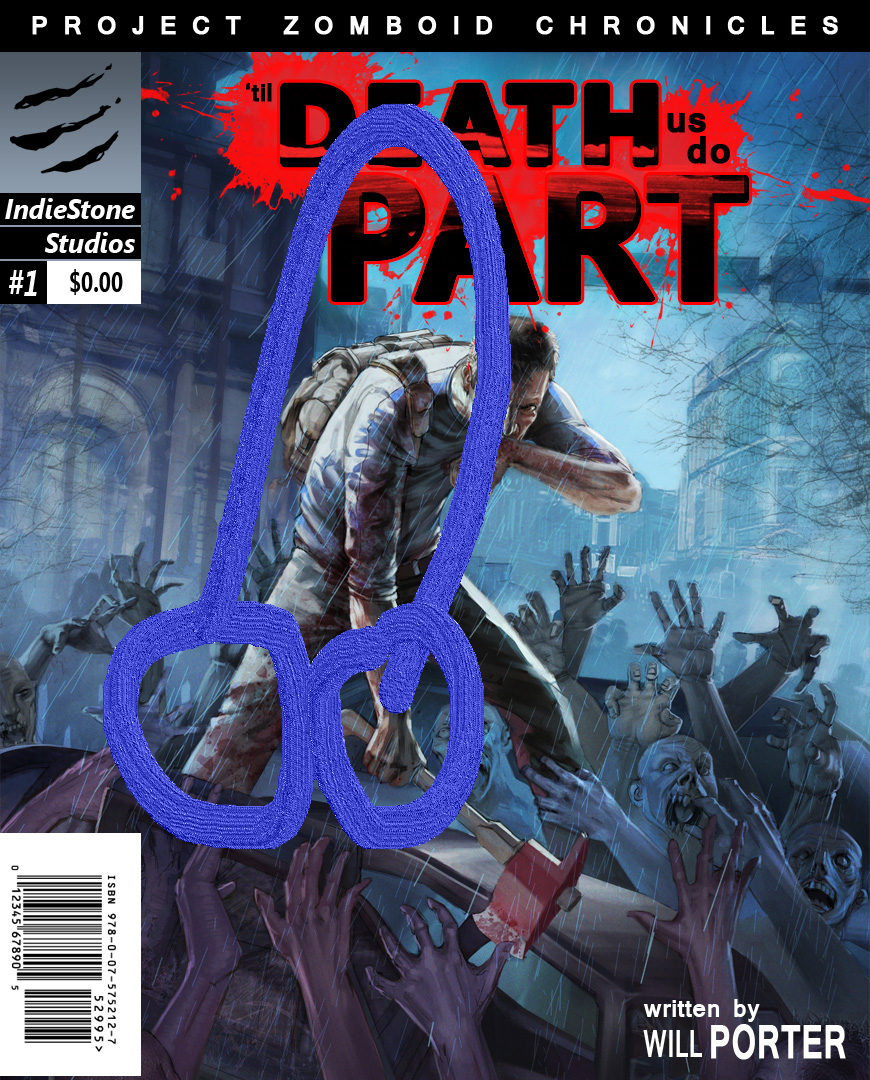 PROJECT ZOMBOID CHRONICLES
'til DEATH us
do
PART
IndieStone
Studios
#1 $0.00
ISBN 978-0-07-575212-7
52995>
0 12345 67890 5
written by
WILL PORTER